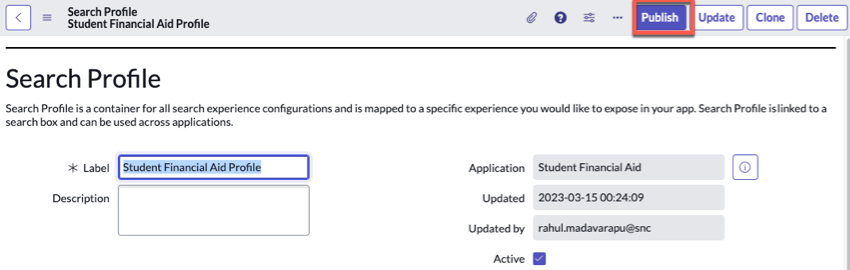 Search Profile
Student Financial Aid Profile
Publish Update Clone Delete
Search Profile
Search Profile is a container for all search experience configurations and is mapped to a specific experience you would like to expose in your app. Search Profile is linked to a
search box and can be used across applications.
Label Student Financial Aid Profile Application Student Financial Aid
Description Updated 2023-03-15 00:24:09
Updated by rahul.madavarapu@snc
Active